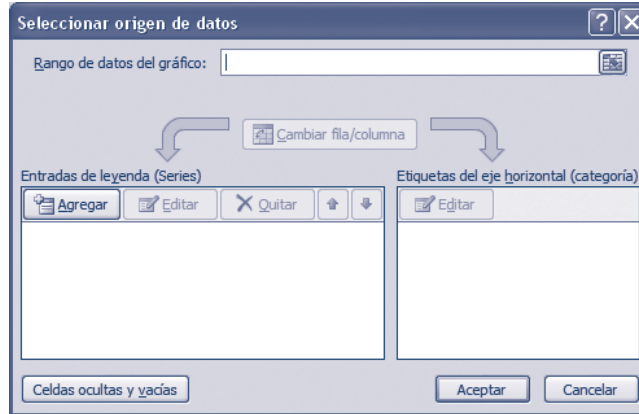 Seleccionar origen de datos
Rango de datos del gráfico:
Cambiar fila/columna
Entradas de leyenda (Series)
Etiquetas del eje horizontal (categoría)
Agregar Editar Quitar Editar
Celdas ocultas y vacías Aceptar Cancelar